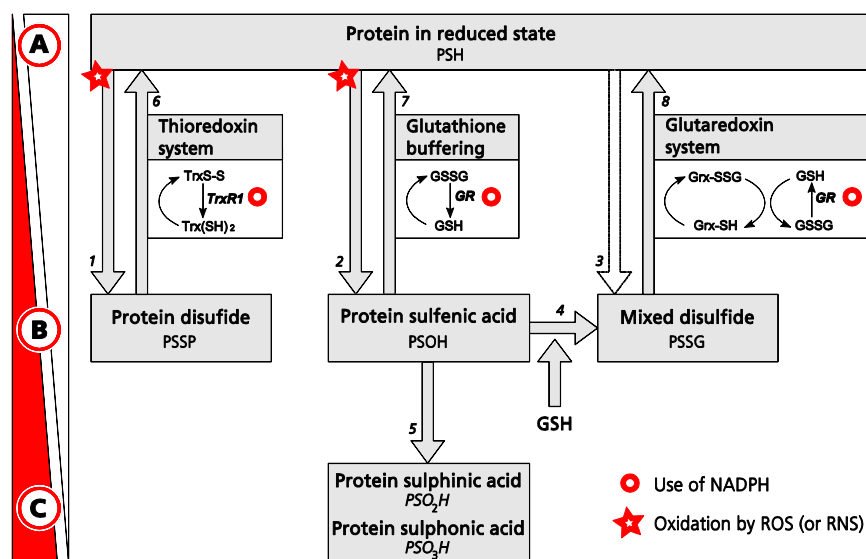 A
Protein in reduced state
PSH
6
7
8
Thioredoxin
system
Glutathione
buffering
Glutaredoxin
system
TrxS-S
TrxR1
Trx(SH)2
GSSG
GR
GSH
Grx-SSG
Grx-SH
GSH
GR
GSSG
1
2
3
B
Protein disufide
PSSP
Protein sulfenic acid
PSOH
4
Mixed disulfide
PSSG
GSH
5
C
Protein sulphinic acid
PSO2H
Protein sulphonic acid
PSO3H
Use of NADPH
Oxidation by ROS (or RNS)